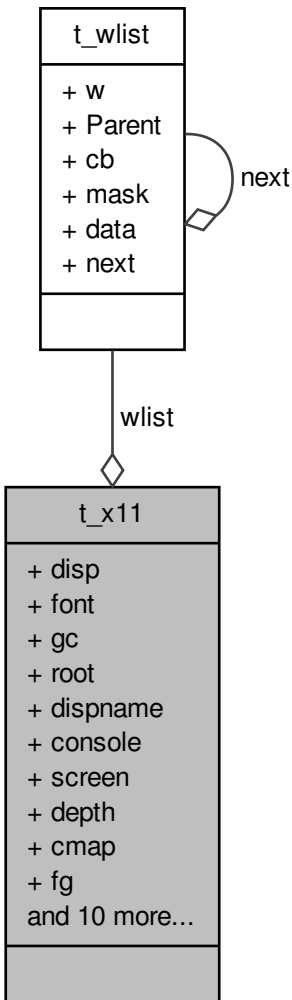 t_wlist
+ w
+ Parent
+ cb
+ mask
+ data
+ next
next
wlist
t_x11
+ disp
+ font
+ gc
+ root
+ dispname
+ console
+ screen
+ depth
+ cmap
+ fg
and 10 more...